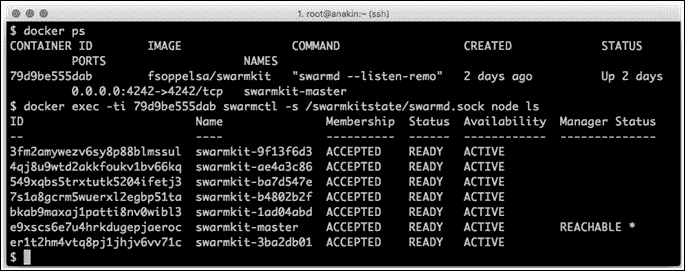 1. root@anakin:~ (ssh)
$ docker ps
CONTAINER ID IMAGE COMMAND CREATED STATUS
PORTS NAMES
79d9be555dab fsoppelsa/swarmkit "swarmd --listen-remo" 2 days ago Up 2 days
0.0.0.0:4242->4242/tcp swarmkit-master
$ docker exec -ti 79d9be555dab swarmctl -s /swarmkitstate/swarmd.sock node ls
ID Name Membership Status Availability Manager Status
-- ---- ---------- ------ ------------ --------------
3fm2amywezv6sy8p88blmssul swarmkit-9f13f6d3 ACCEPTED READY ACTIVE
4qj8u9wtd2akkfoukv1bv66kq swarmkit-ae4a3c86 ACCEPTED READY ACTIVE
549xqbs5trxtutk5204ifetj3 swarmkit-ba7d547e ACCEPTED READY ACTIVE
7s1a8gcrm5wuerxl2egbp51ta swarmkit-b4802b2f ACCEPTED READY ACTIVE
bkab9maxaj1patti8nv0wibl3 swarmkit-1ad04abd ACCEPTED READY ACTIVE
e9xscs6e7u4hrkdugepjaeroc swarmkit-master ACCEPTED READY ACTIVE REACHABLE *
er1t2hm4vtq8pj1jhjv6vv71c swarmkit-3ba2db01 ACCEPTED READY ACTIVE
$